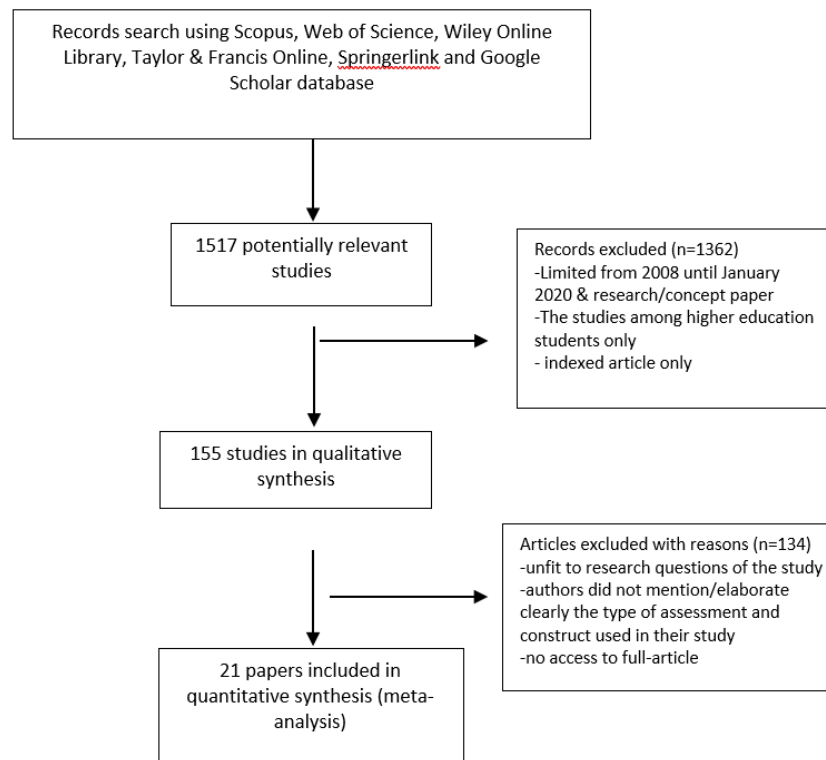 Records search using Scopus, Web of Science, Wiley Online
Library, Taylor & Francis Online, Springerlink and Google
Scholar database
1517 potentially relevant
studies
Records excluded (n=1362)
-Limited from 2008 until January
2020 & research/concept paper
-The studies among higher education
students only
- indexed article only
155 studies in qualitative
synthesis
Articles excluded with reasons (n=134)
-unfit to research questions of the study
-authors did not mention/elaborate
clearly the type of assessment and
construct used in their study
-no access to full-article
21 papers included in
quantitative synthesis (meta-
analysis)